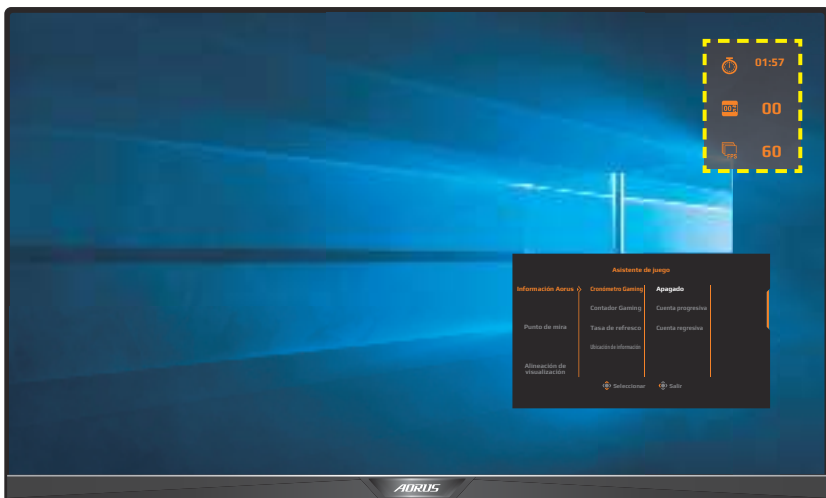 01:57
00
60
FPS
Asistente de juego
Información Aorus
Cronómetro Gaming
Apagado
Contador Gaming
Cuenta progresiva
Punto de mira
Tasa de refresco
Cuenta regresiva
Ubicación de información
Alineación de
visualización
Seleccionar
Salir
AORUS